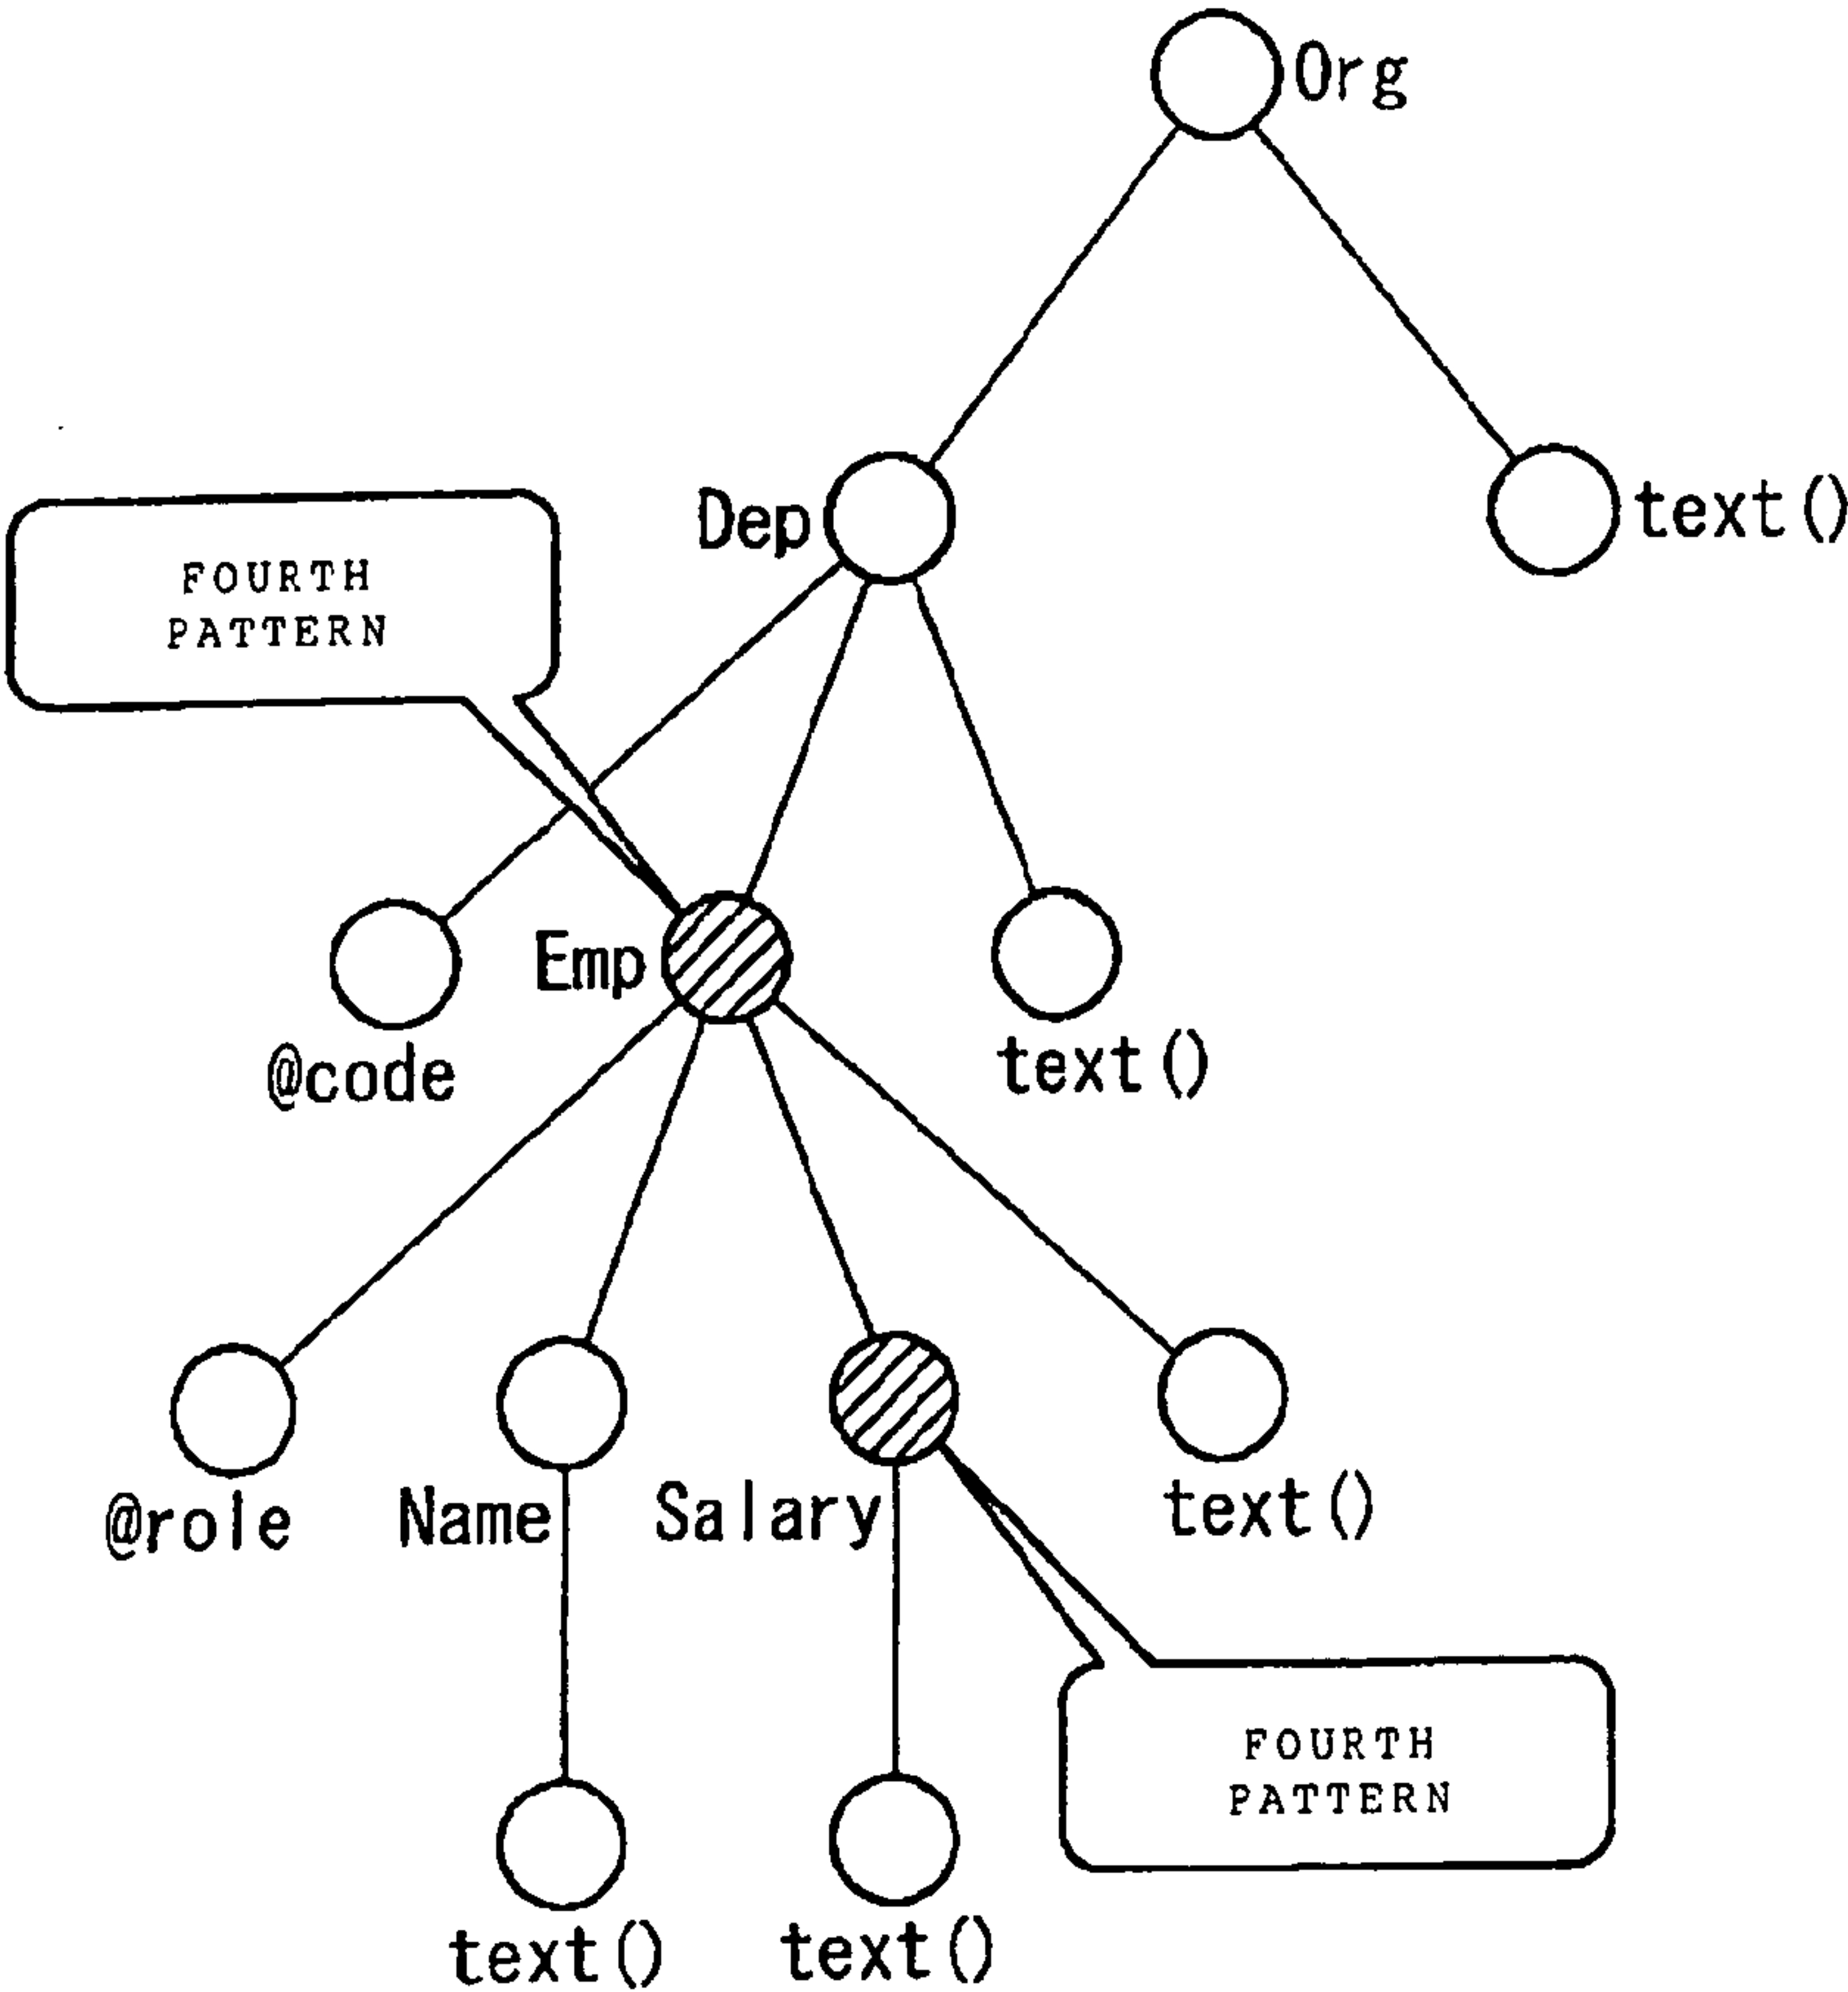 Org
Dep
text()
FOURTH
PATTERN
Emp
@code
text()
@role
Name
Salary
text()
FOURTH
PATTERN
text()
text()